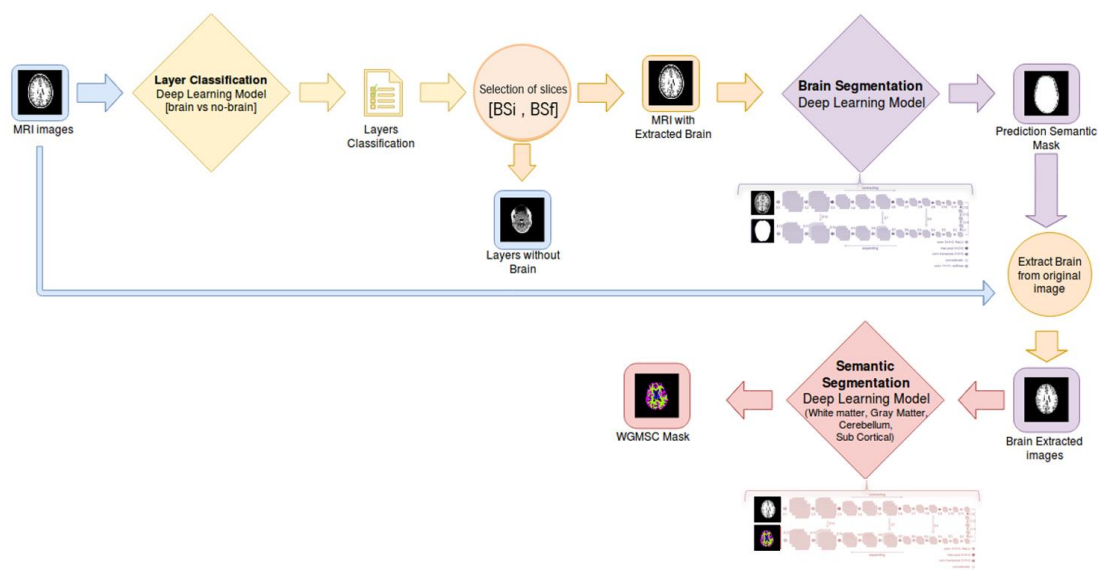 MRI images
Layer Classification
Deep Learning Model
[brain vs no-brain]
Layers
Classification
Selection of slices
[BSi , BSf]
Layers without
Brain
MRI with
Extracted Brain
Brain Segmentation
Deep Learning Model
Prediction Semantic
Mask
Extract Brain
from original
image
Brain Extracted
images
Semantic
Segmentation
Deep Learning Model
(White matter, Gray Matter,
Cerebellum,
Sub Cortical)
WGMSC Mask